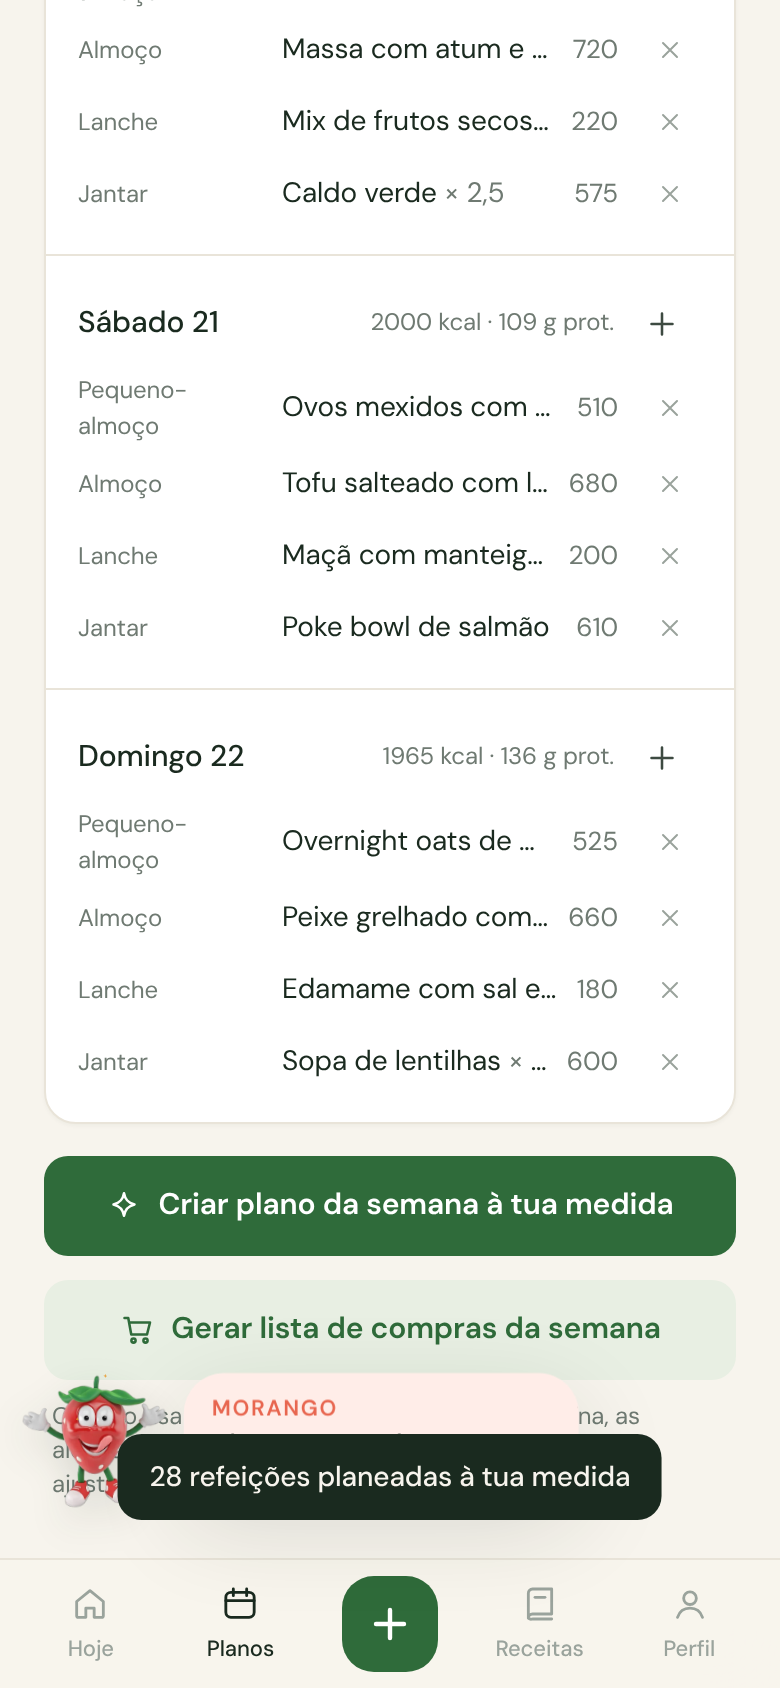 Almoço Massa com atum e ... 720
Lanche Mix de frutos secos... 220
Jantar Caldo verde × 2,5 575
Sábado 21 2000 kcal · 109 g prot.
Pequeno-
almoço Ovos mexidos com ... 510
Almoço Tofu salteado com l... 680
Lanche Maçã com manteig... 200
Jantar Poke bowl de salmão 610
Domingo 22 1965 kcal · 136 g prot.
Pequeno-
almoço Overnight oats de ... 525
Almoço Peixe grelhado com... 660
Lanche Edamame com sal e... 180
Jantar Sopa de lentilhas × ... 600
Criar plano da semana à tua medida
Gerar lista de compras da semana
MORANGO
as
28 refeições planeadas à tua medida
Hoje Planos Receitas Perfil